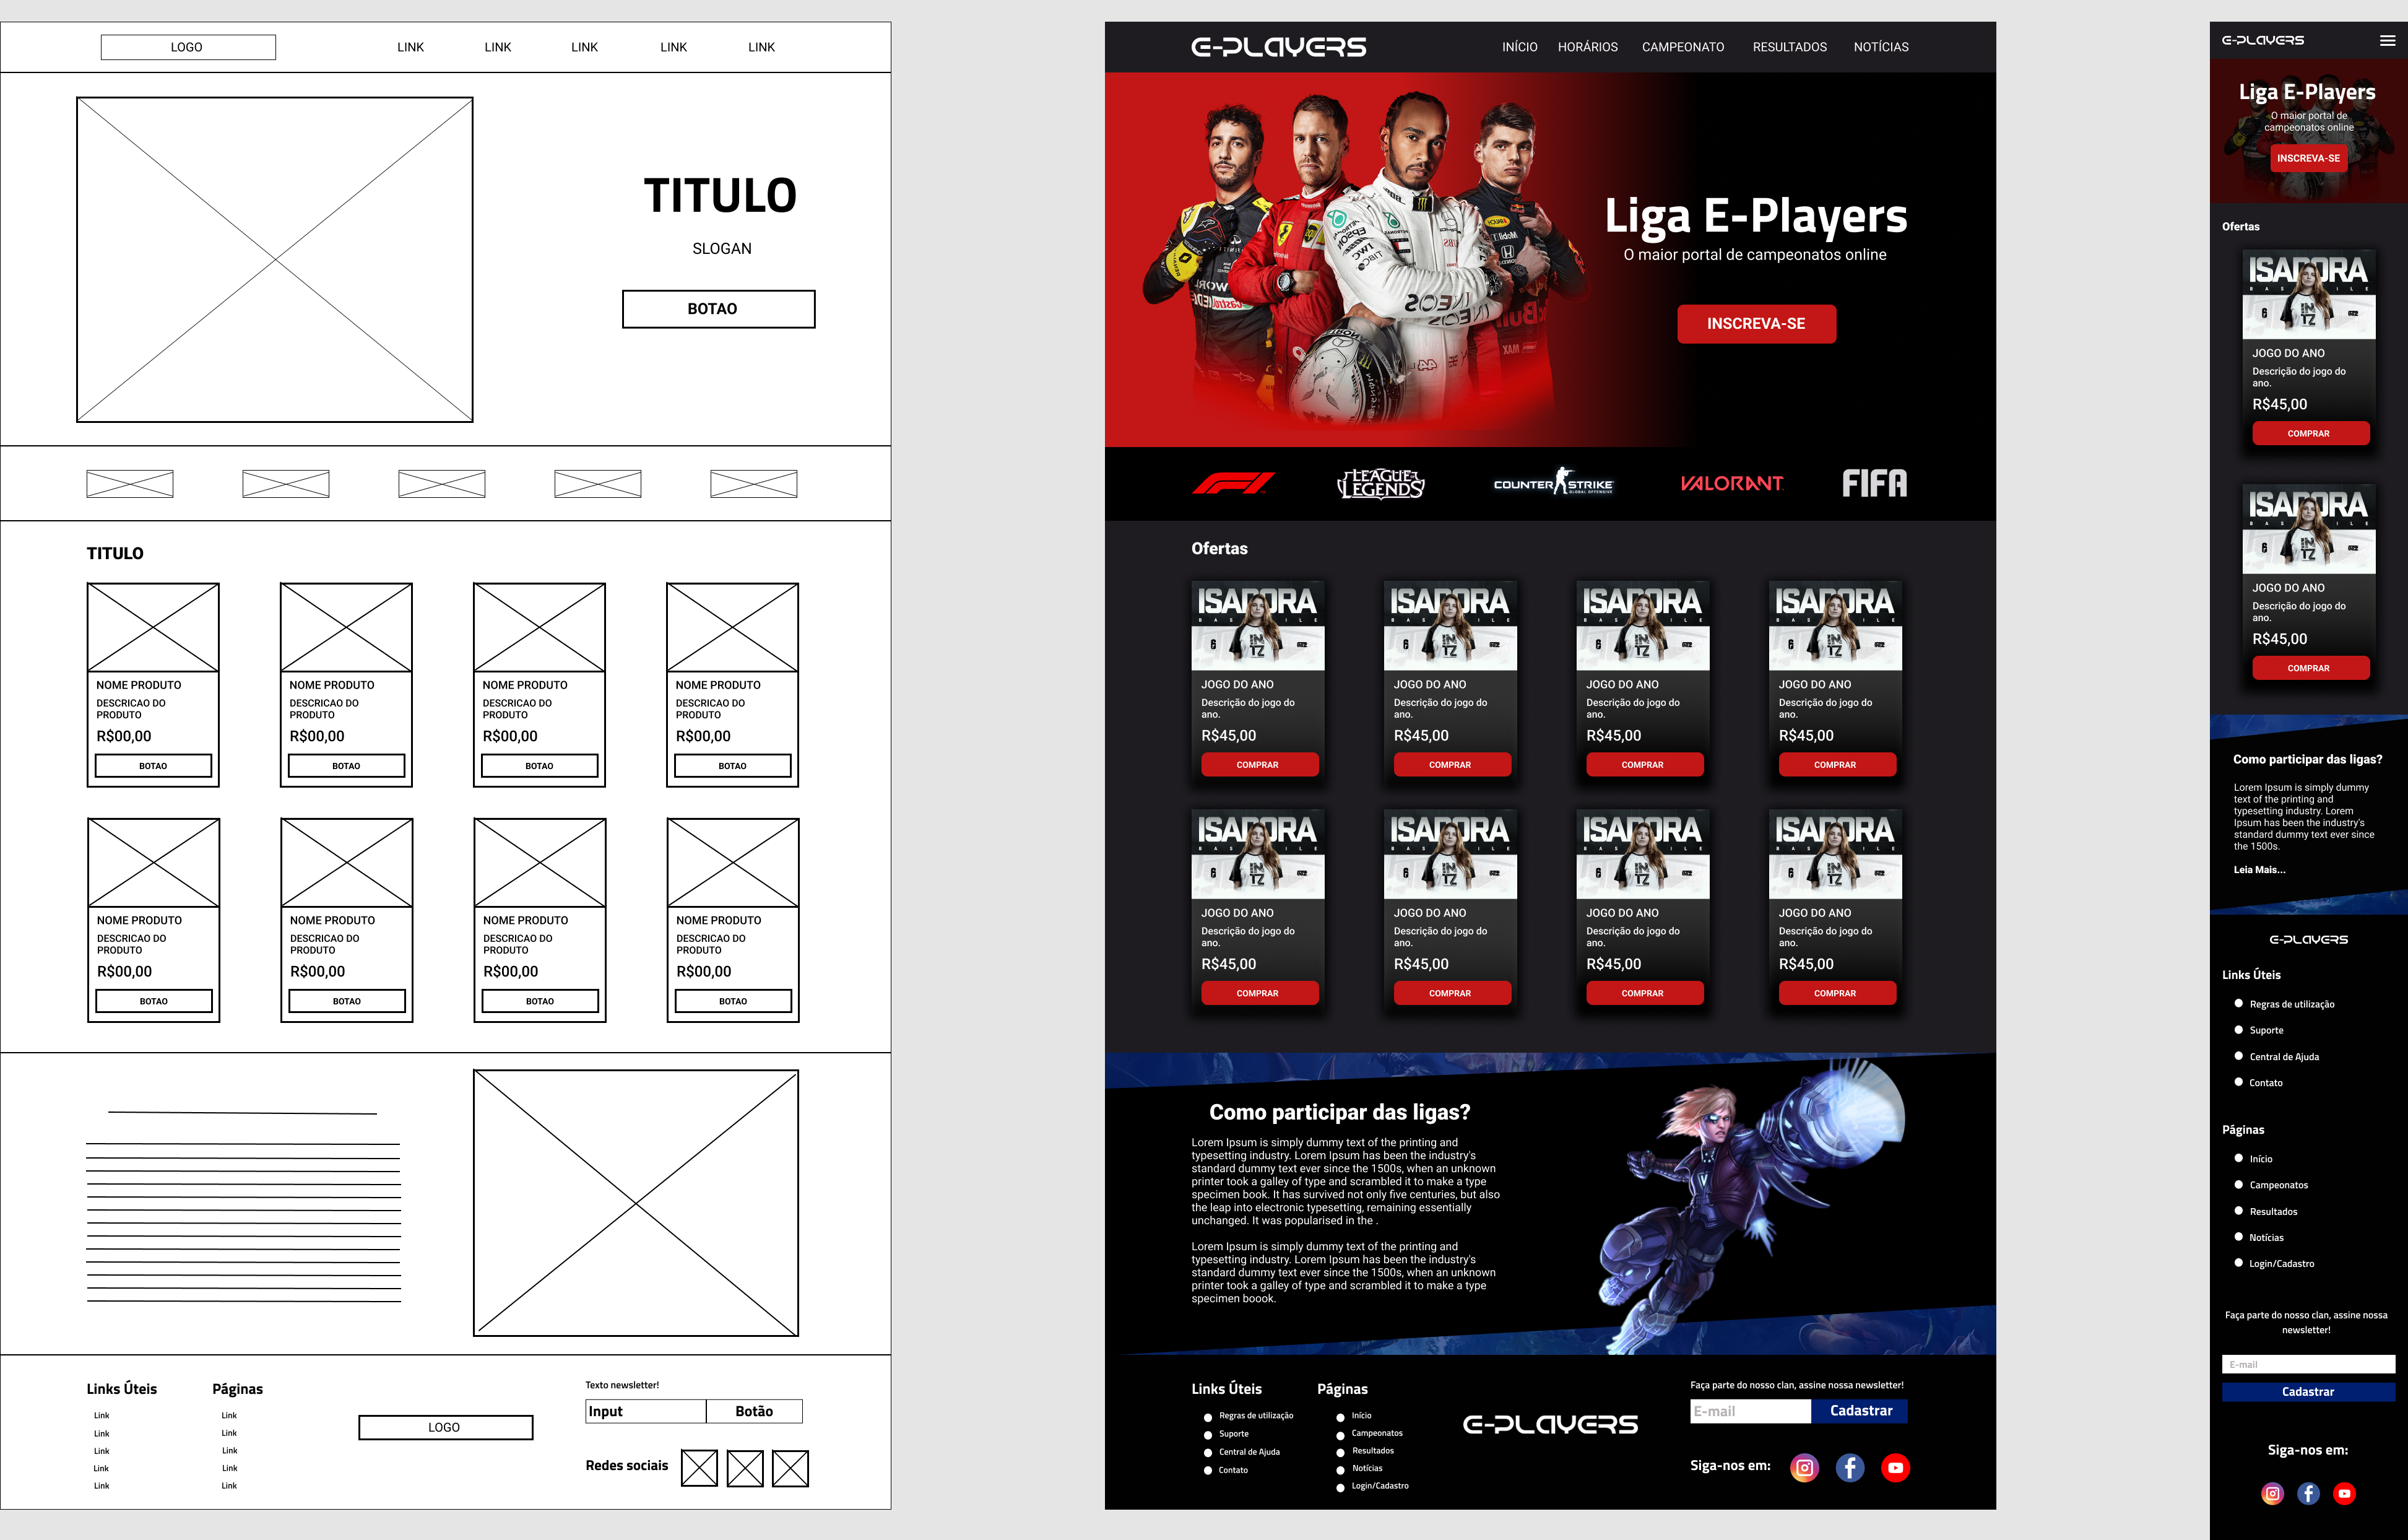 LOGO
LINK LINK LINK LINK LINK
TITULO
SLOGAN
BOTAO
TITULO
NOME PRODUTO NOME PRODUTO NOME PRODUTO NOME PRODUTO
DESCRICAO DO DESCRICAO DO DESCRICAO DO DESCRICAO DO
PRODUTO PRODUTO PRODUTO PRODUTO
R$00,00 R$00,00 R$00,00 R$00,00
BOTAO BOTAO BOTAO BOTAO
NOME PRODUTO NOME PRODUTO NOME PRODUTO NOME PRODUTO
DESCRICAO DO DESCRICAO DO DESCRICAO DO DESCRICAO DO
PRODUTO PRODUTO PRODUTO PRODUTO
R$00,00 R$00,00 R$00,00 R$00,00
BOTAO BOTAO BOTAO BOTAO
Links Úteis
Link
Link
Link
Link
Link
Páginas
Link
Link
Link
Link
Link
LOGO
Texto newsletter!
Input Botão
Redes sociais
E-PLAYERS
INÍCIO HORÁRIOS CAMPEONATO RESULTADOS NOTÍCIAS
Liga E-Players
O maior portal de campeonatos online
INSCREVA-SE
F1
LEAGUE OF LEGENDS
COUNTER STRIKE
GLOBAL OFFENSIVE
VALORANT
FIFA
Ofertas
ISADORA ISADORA ISADORA ISADORA
JOGO DO ANO JOGO DO ANO JOGO DO ANO JOGO DO ANO
Descrição do jogo do Descrição do jogo do Descrição do jogo do Descrição do jogo do
ano. ano. ano. ano.
R$45,00 R$45,00 R$45,00 R$45,00
COMPRAR COMPRAR COMPRAR COMPRAR
ISADORA ISADORA ISADORA ISADORA
JOGO DO ANO JOGO DO ANO JOGO DO ANO JOGO DO ANO
Descrição do jogo do Descrição do jogo do Descrição do jogo do Descrição do jogo do
ano. ano. ano. ano.
R$45,00 R$45,00 R$45,00 R$45,00
COMPRAR COMPRAR COMPRAR COMPRAR
Como participar das ligas?
Lorem Ipsum is simply dummy text of the printing and
typesetting industry. Lorem Ipsum has been the industry's
standard dummy text ever since the 1500s, when an unknown
printer took a galley of type and scrambled it to make a type
specimen book. It has survived not only five centuries, but also
the leap into electronic typesetting, remaining essentially
unchanged. It was popularised in the .
Lorem Ipsum is simply dummy text of the printing and
typesetting industry. Lorem Ipsum has been the industry's
standard dummy text ever since the 1500s, when an unknown
printer took a galley of type and scrambled it to make a type
specimen boook.
Links Úteis
Regras de utilização
Suporte
Central de Ajuda
Contato
Páginas
Início
Campeonatos
Resultados
Notícias
Login/Cadastro
E-PLAYERS
Faça parte do nosso clan, assine nossa newsletter!
E-mail Cadastrar
Siga-nos em:
E-PLAYERS
Liga E-Players
O maior portal de
campeonatos online
INSCREVA-SE
Ofertas
ISADORA
JOGO DO ANO
Descrição do jogo do
ano.
R$45,00
COMPRAR
ISADORA
JOGO DO ANO
Descrição do jogo do
ano.
R$45,00
COMPRAR
Como participar das ligas?
Lorem Ipsum is simply dummy
text of the printing and
typesetting industry. Lorem
Ipsum has been the industry's
standard dummy text ever since
the 1500s.
Leia Mais...
E-PLAYERS
Links Úteis
Regras de utilização
Suporte
Central de Ajuda
Contato
Páginas
Início
Campeonatos
Resultados
Notícias
Login/Cadastro
Faça parte do nosso clan, assine nossa
newsletter!
E-mail
Cadastrar
Siga-nos em: